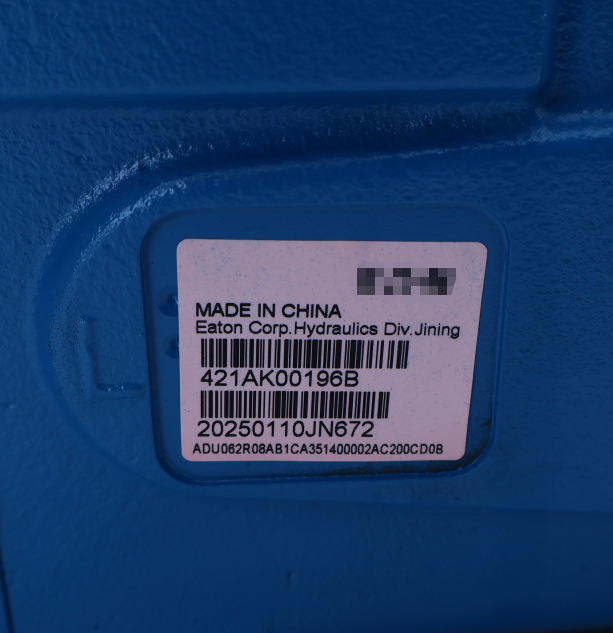 MADE IN CHINA
Eaton Corp.Hydraulics Div.Jining
421AK00196B
20250110JN672
ADU062R08AB1CA351400002AC200CD0B